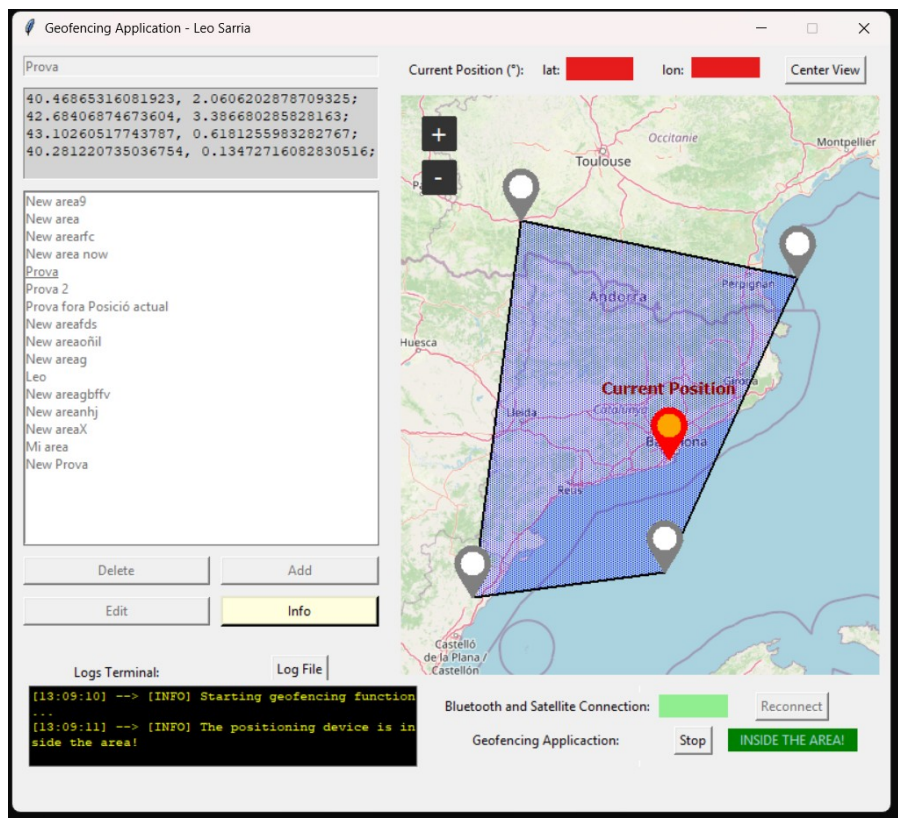 Geofencing Application - Leo Sarria
Prova
40.46865316081923, 2.0606202878709325;
42.68406874673604, 3.386680285828163;
43.10260517743787, 0.6181255983282767;
40.281220735036754, 0.13472716082830516;
New area9
New area
New arearfc
New area now
Prova
Prova 2
Prova fora Posició actual
New areafds
New areaoñil
New areag
Leo
New areagbffv
New areanhj
New areaX
Mi area
New Prova
Delete
Add
Edit
Info
Logs Terminal:
Log File
[13:09:10] --> [INFO] Starting geofencing function
...
[13:09:11] --> [INFO] The positioning device is in
side the area!
Current Position (°):
lat:
lon:
Center View
+
-
Occitanie
Montpellier
Toulouse
Perpignan
Andorra
Huesca
Current Position
Girona
Lleida
Catalunya
Reus
Castelló
de la Plana /
Castellón
Bluetooth and Satellite Connection:
Reconnect
Geofencing Applicaction:
Stop
INSIDE THE AREA!